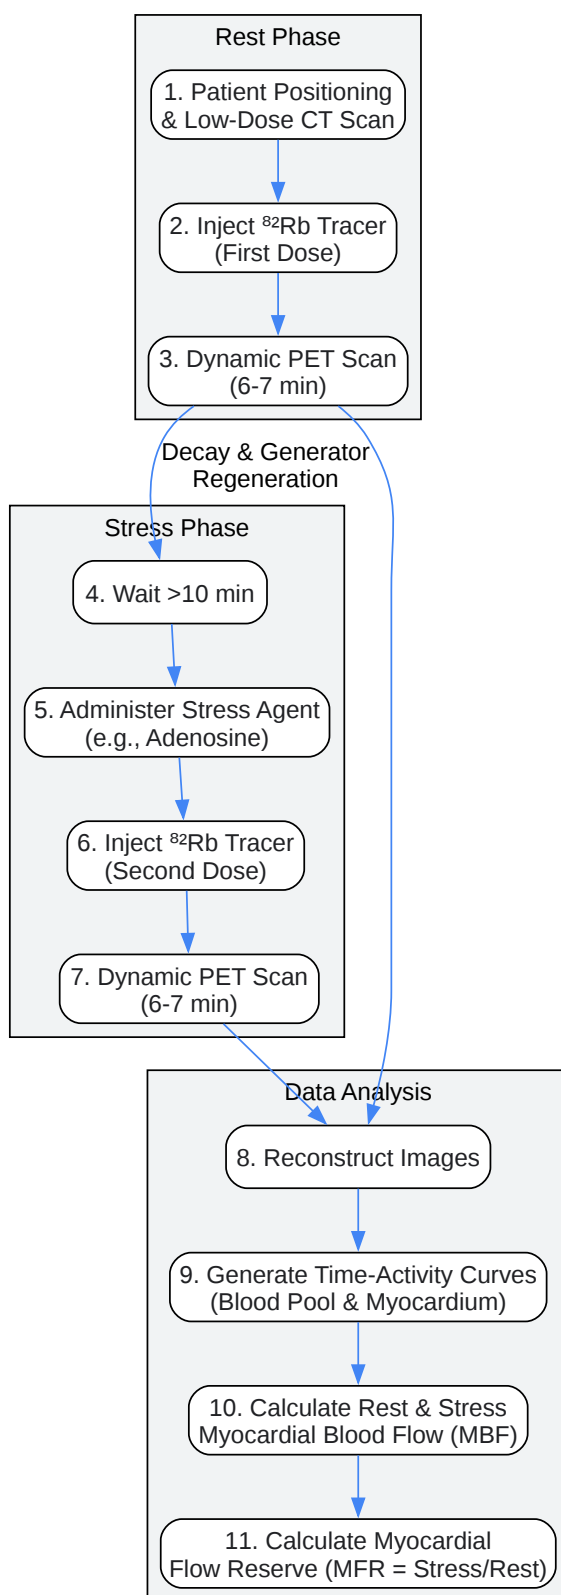 Rest Phase
1. Patient Positioning
& Low-Dose CT Scan
2. Inject ⁸²Rb Tracer
(First Dose)
3. Dynamic PET Scan
(6-7 min)
Decay & Generator
Regeneration
Stress Phase
4. Wait >10 min
5. Administer Stress Agent
(e.g., Adenosine)
6. Inject ⁸²Rb Tracer
(Second Dose)
7. Dynamic PET Scan
(6-7 min)
Data Analysis
8. Reconstruct Images
9. Generate Time-Activity Curves
(Blood Pool & Myocardium)
10. Calculate Rest & Stress
Myocardial Blood Flow (MBF)
11. Calculate Myocardial
Flow Reserve (MFR = Stress/Rest)